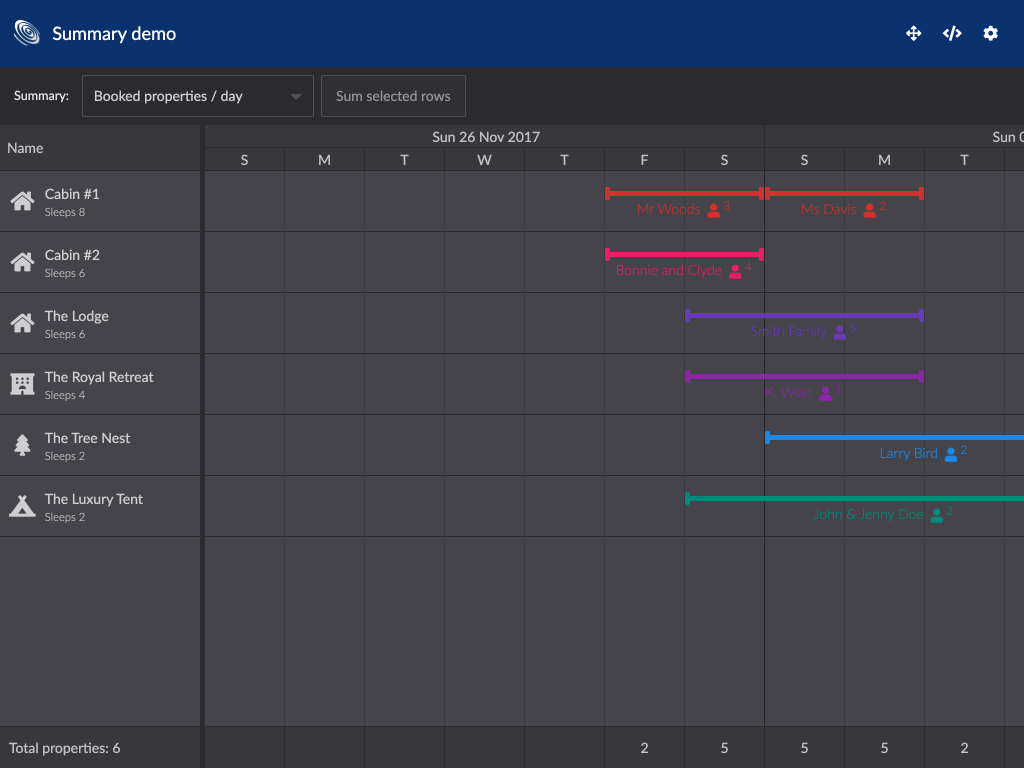 Summary demo
Summary: Booked properties / day Sum selected rows
Name
Sun 26 Nov 2017 Sun
S M T W T F S S M T
Cabin #1
Sleeps 8
Mr Woods 3 Ms Davis 2
Cabin #2
Sleeps 6
Bonnie and Clyde 4
The Lodge
Sleeps 6
Smith Family 5
The Royal Retreat
Sleeps 4
K. West
The Tree Nest
Sleeps 2
Larry Bird 2
The Luxury Tent
Sleeps 2
John & Jenny Doe 2
Total properties: 6 2 5 5 5 2